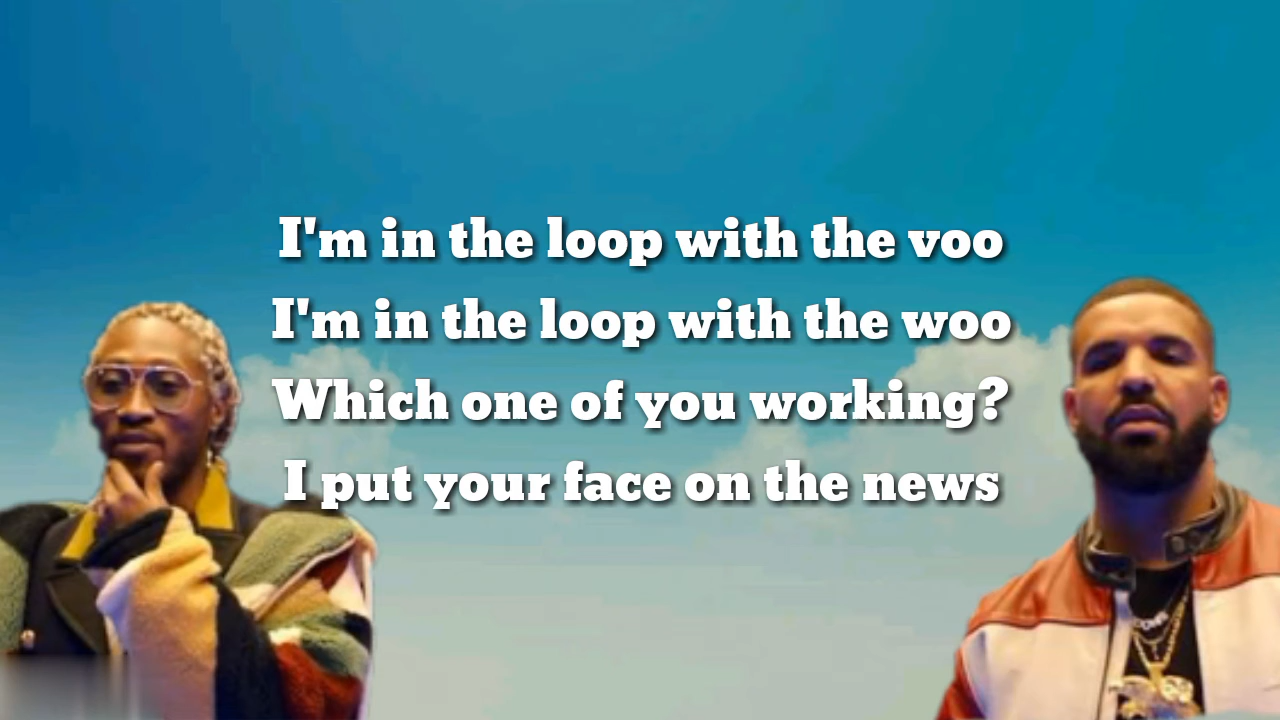 I'm in the loop with the voo
I'm in the loop with the woo
Which one of you working?
I put your face on the news